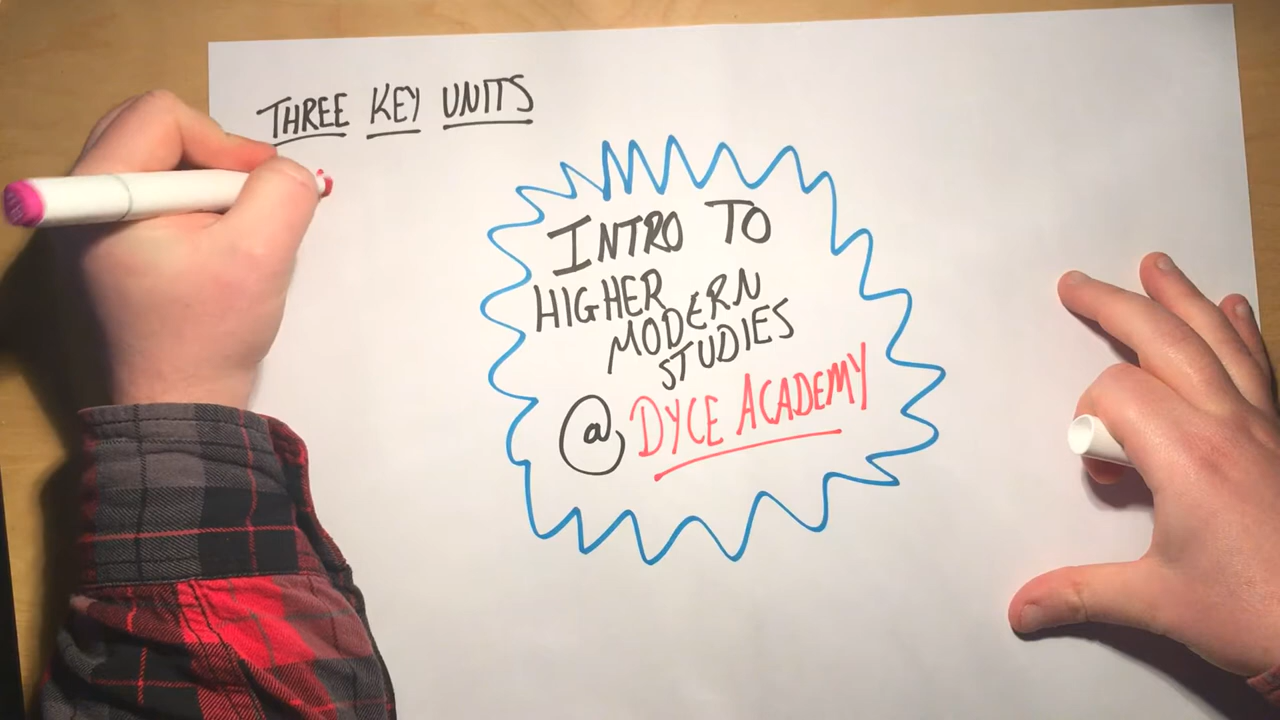 THREE KEY UNITS
INTRO TO
HIGHER
MODERN
STUDIES
@ DYCE ACADEMY